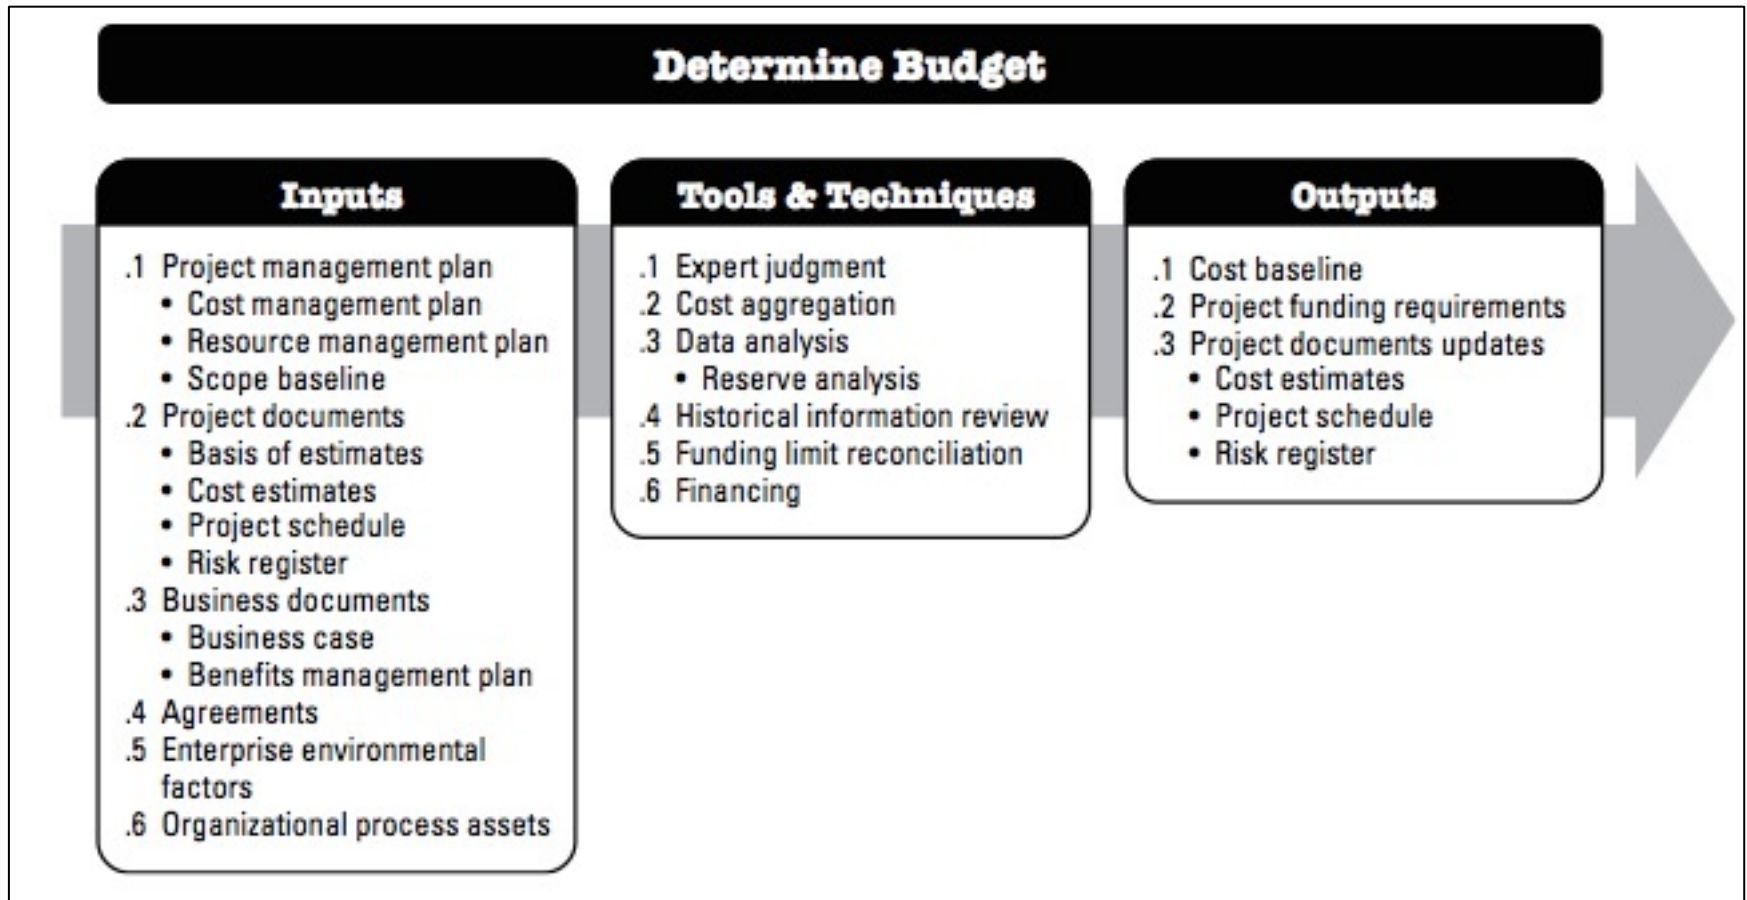 Determine Budget
Inputs
.1 Project management plan
• Cost management plan
• Resource management plan
• Scope baseline
.2 Project documents
• Basis of estimates
• Cost estimates
• Project schedule
• Risk register
.3 Business documents
• Business case
• Benefits management plan
.4 Agreements
.5 Enterprise environmental
factors
.6 Organizational process assets
Tools & Techniques
.1 Expert judgment
.2 Cost aggregation
.3 Data analysis
• Reserve analysis
.4 Historical information review
.5 Funding limit reconciliation
.6 Financing
Outputs
.1 Cost baseline
.2 Project funding requirements
.3 Project documents updates
• Cost estimates
• Project schedule
• Risk register